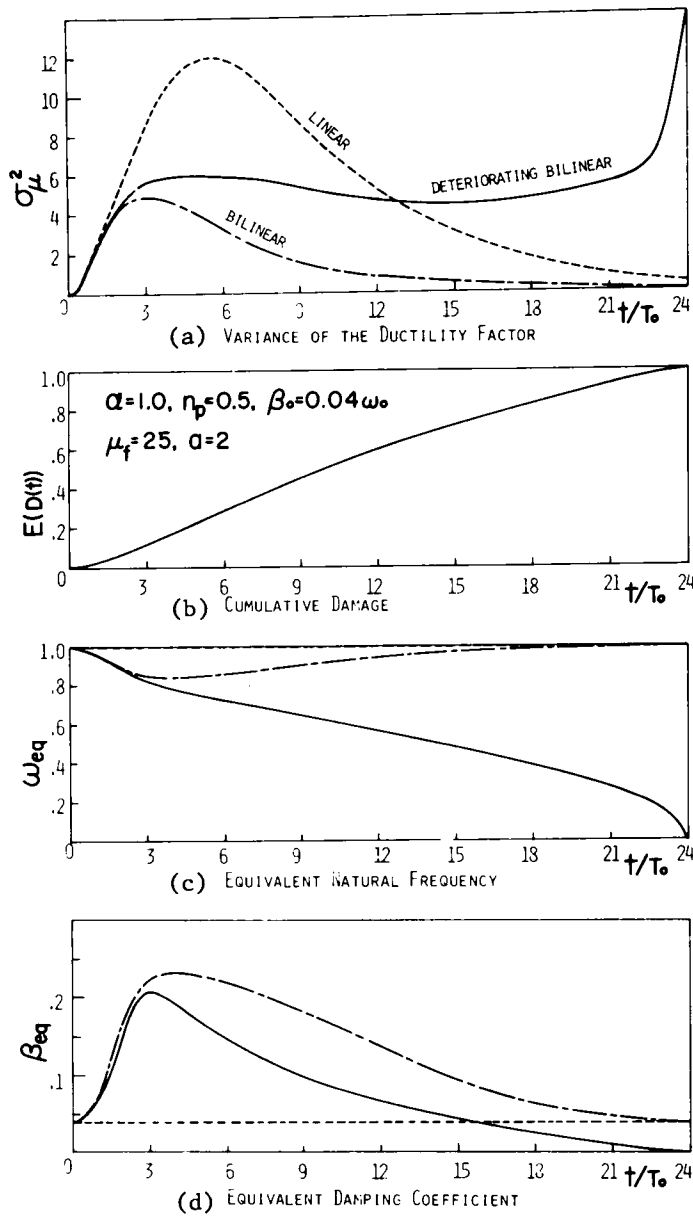 12
10
8
6
4
2
0
σ²μ
LINEAR
DETERIORATING BILINEAR
BILINEAR
3 6 9 12 15 18 21 t/T₀ 24
(a) VARIANCE OF THE DUCTILITY FACTOR
1.0
.8
.6
.4
.2
0
E(D(t))
α=1.0, ηp=0.5, β₀=0.04ω₀
μf=25, a=2
3 6 9 12 15 18 21 t/T₀ 24
(b) CUMULATIVE DAMAGE
1.0
.8
.6
.4
.2
0
ωeq
3 6 9 12 15 18 21 t/T₀ 24
(c) EQUIVALENT NATURAL FREQUENCY
.2
.1
0
βeq
3 6 9 12 15 18 21 t/T₀ 24
(d) EQUIVALENT DAMPING COEFFICIENT